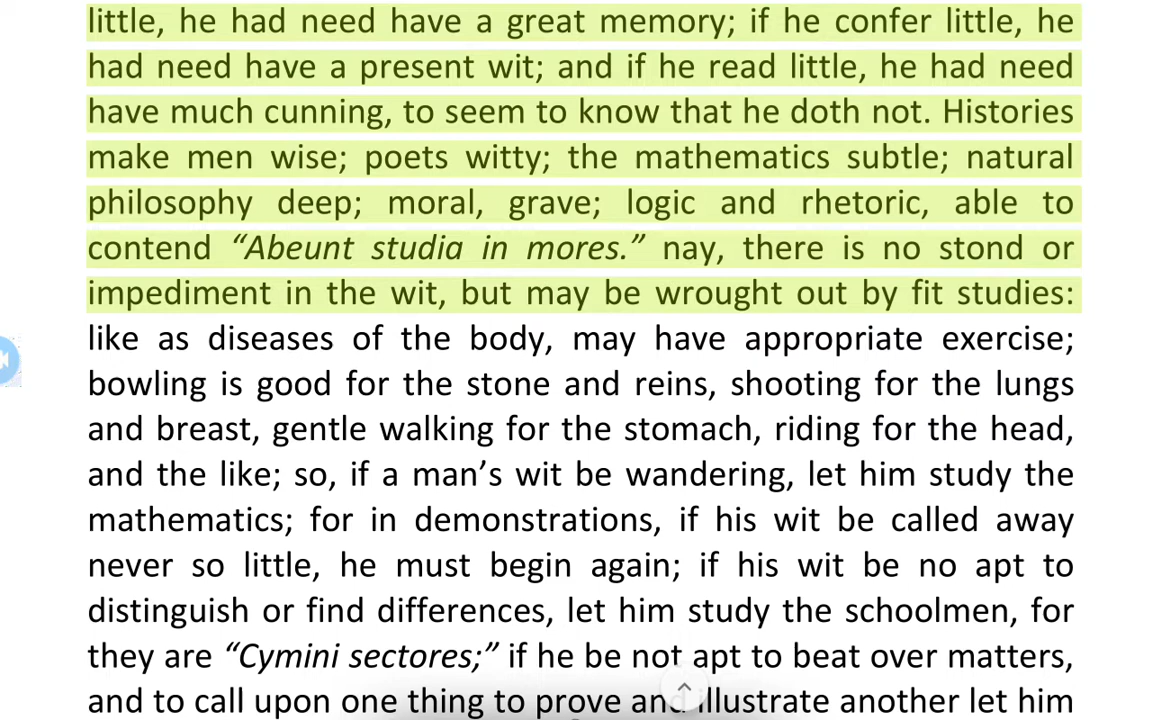 little, he had need have a great memory; if he confer little, he
had need have a present wit; and if he read little, he had need
have much cunning, to seem to know that he doth not. Histories
make men wise; poets witty; the mathematics subtle; natural
philosophy deep; moral, grave; logic and rhetoric, able to
contend “Abeunt studia in mores.” nay, there is no stond or
impediment in the wit, but may be wrought out by fit studies:
like as diseases of the body, may have appropriate exercise;
bowling is good for the stone and reins, shooting for the lungs
and breast, gentle walking for the stomach, riding for the head,
and the like; so, if a man’s wit be wandering, let him study the
mathematics; for in demonstrations, if his wit be called away
never so little, he must begin again; if his wit be no apt to
distinguish or find differences, let him study the schoolmen, for
they are “Cymini sectores;” if he be not apt to beat over matters,
and to call upon one thing to prove and illustrate another let him